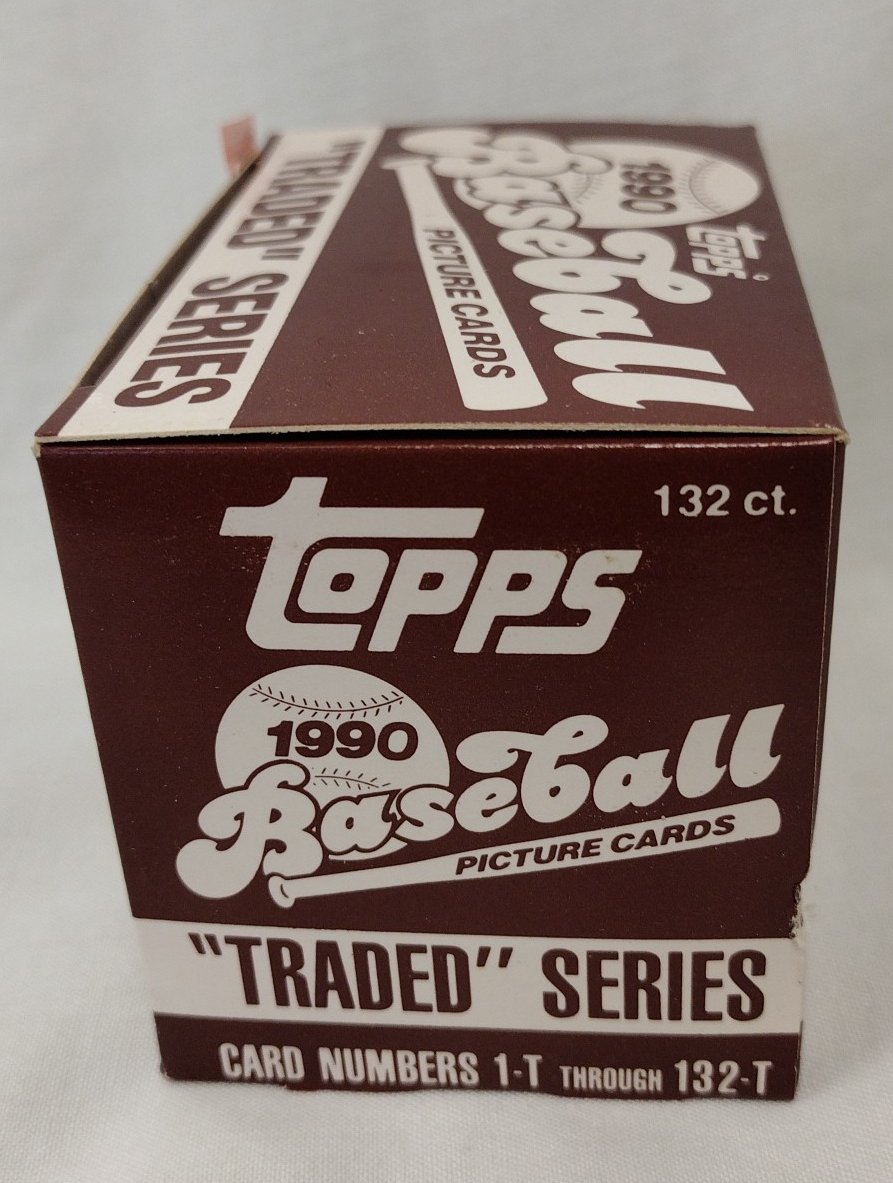 "TRADED" SERIES
1990
topps
Baseball
PICTURE CARDS
132 ct.
topps
1990
Baseball
PICTURE CARDS
"TRADED" SERIES
CARD NUMBERS 1-T THROUGH 132-T